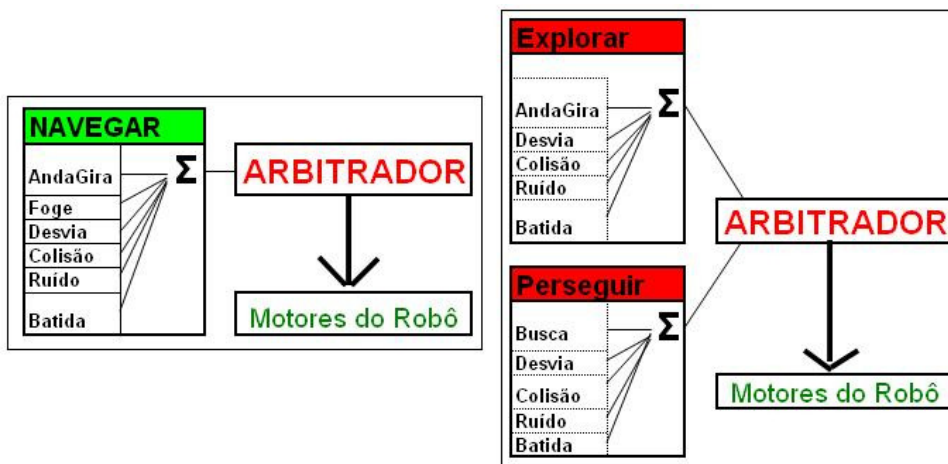 NAVEGAR
AndaGira
Foge
Desvia
Colisão
Ruído
Batida
Σ
ARBITRADOR
Motores do Robô
Explorar
AndaGira
Desvia
Colisão
Ruído
Batida
Σ
Perseguir
Busca
Desvia
Colisão
Ruído
Batida
Σ
ARBITRADOR
Motores do Robô